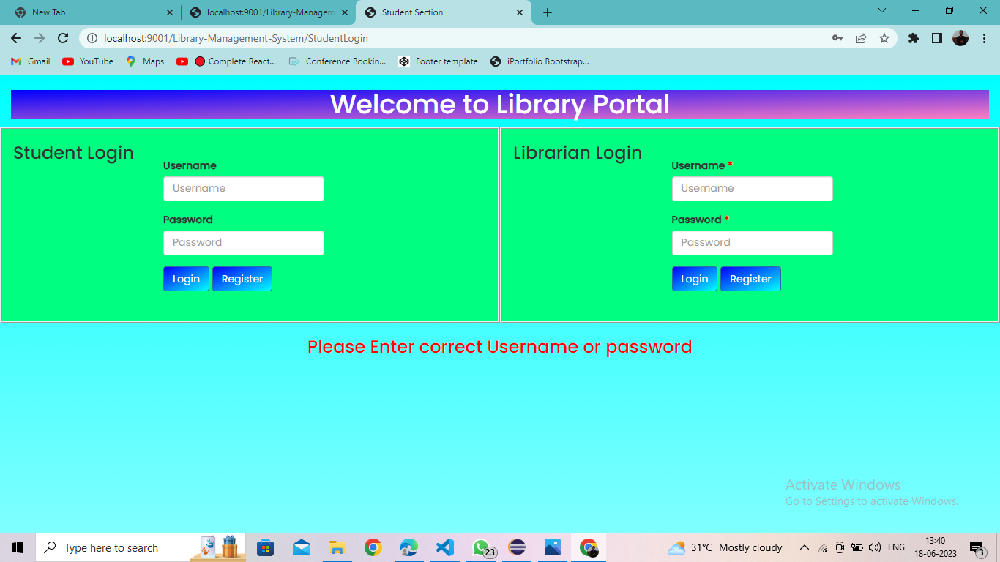 New Tab
localhost:9001/Library-Managem
Student Section
localhost:9001/Library-Management-System/StudentLogin
Gmail
YouTube
Maps
Complete React...
Conference Bookin...
Footer template
iPortfolio Bootstrap...
Welcome to Library Portal
Student Login
Username
Username
Password
Password
Login
Register
Librarian Login
Username *
Username
Password *
Password
Login
Register
Please Enter correct Username or password
Activate Windows
Go to Settings to activate Windows.
Type here to search
23
31°C Mostly cloudy
ENG
13:40
18-06-2023
3